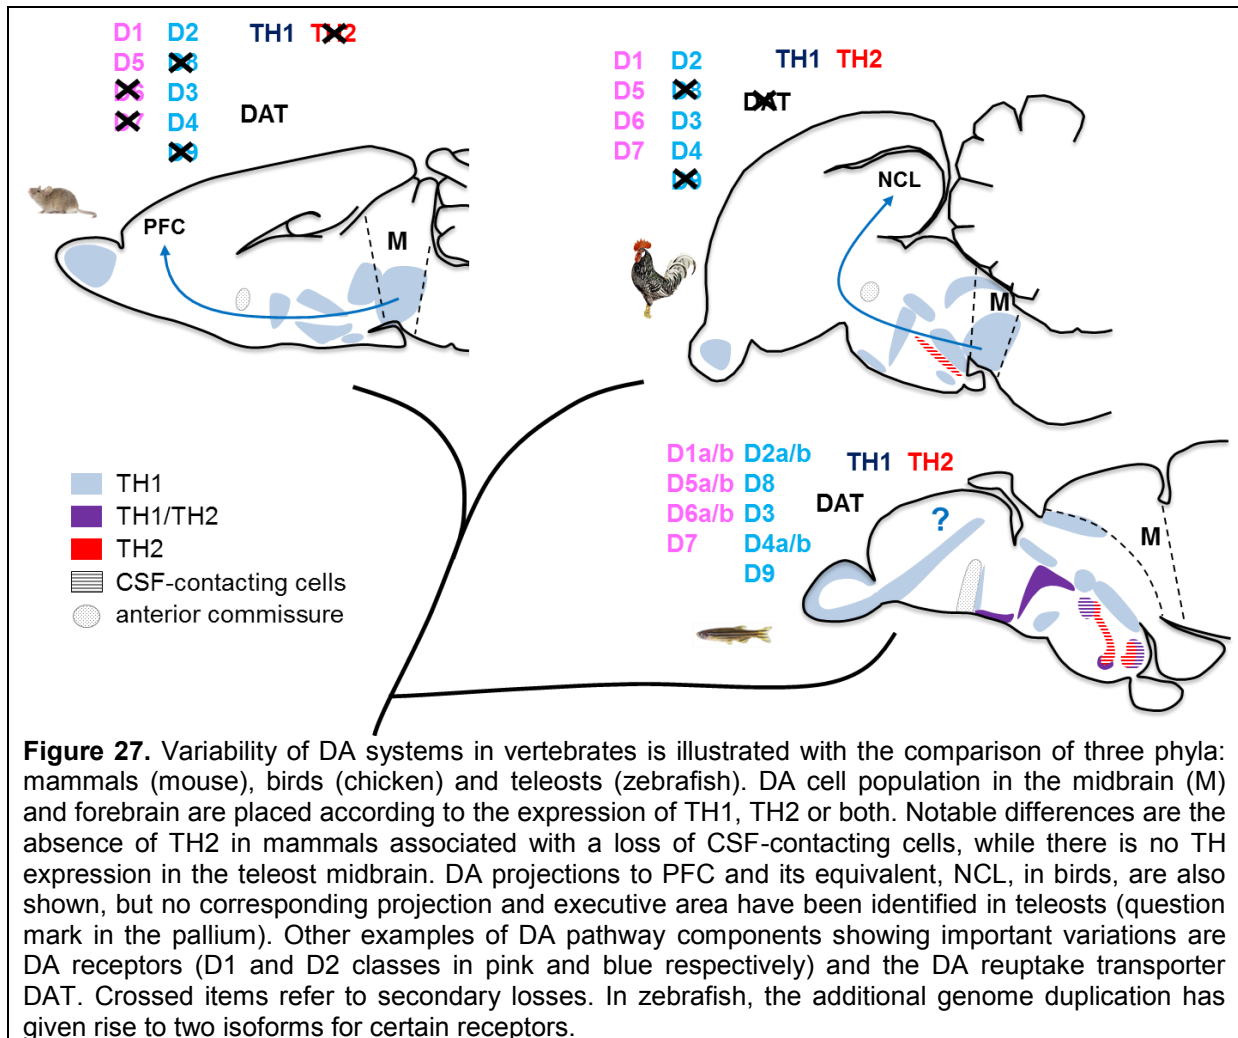 D1 D2 TH1 TH2
D5 D8
D6 D3
D7 D4 DAT
D9
PFC
M
D1 D2 TH1 TH2
D5 D8 DAT
D6 D3
D7 D4
D9
NCL
M
D1a/b D2a/b TH1 TH2
D5a/b D8 DAT
D6a/b D3
D7 D4a/b
D9
?
M
TH1
TH1/TH2
TH2
CSF-contacting cells
anterior commissure
Figure 27. Variability of DA systems in vertebrates is illustrated with the comparison of three phyla:
mammals (mouse), birds (chicken) and teleosts (zebrafish). DA cell population in the midbrain (M)
and forebrain are placed according to the expression of TH1, TH2 or both. Notable differences are the
absence of TH2 in mammals associated with a loss of CSF-contacting cells, while there is no TH
expression in the teleost midbrain. DA projections to PFC and its equivalent, NCL, in birds, are also
shown, but no corresponding projection and executive area have been identified in teleosts (question
mark in the pallium). Other examples of DA pathway components showing important variations are
DA receptors (D1 and D2 classes in pink and blue respectively) and the DA reuptake transporter
DAT. Crossed items refer to secondary losses. In zebrafish, the additional genome duplication has
given rise to two isoforms for certain receptors.